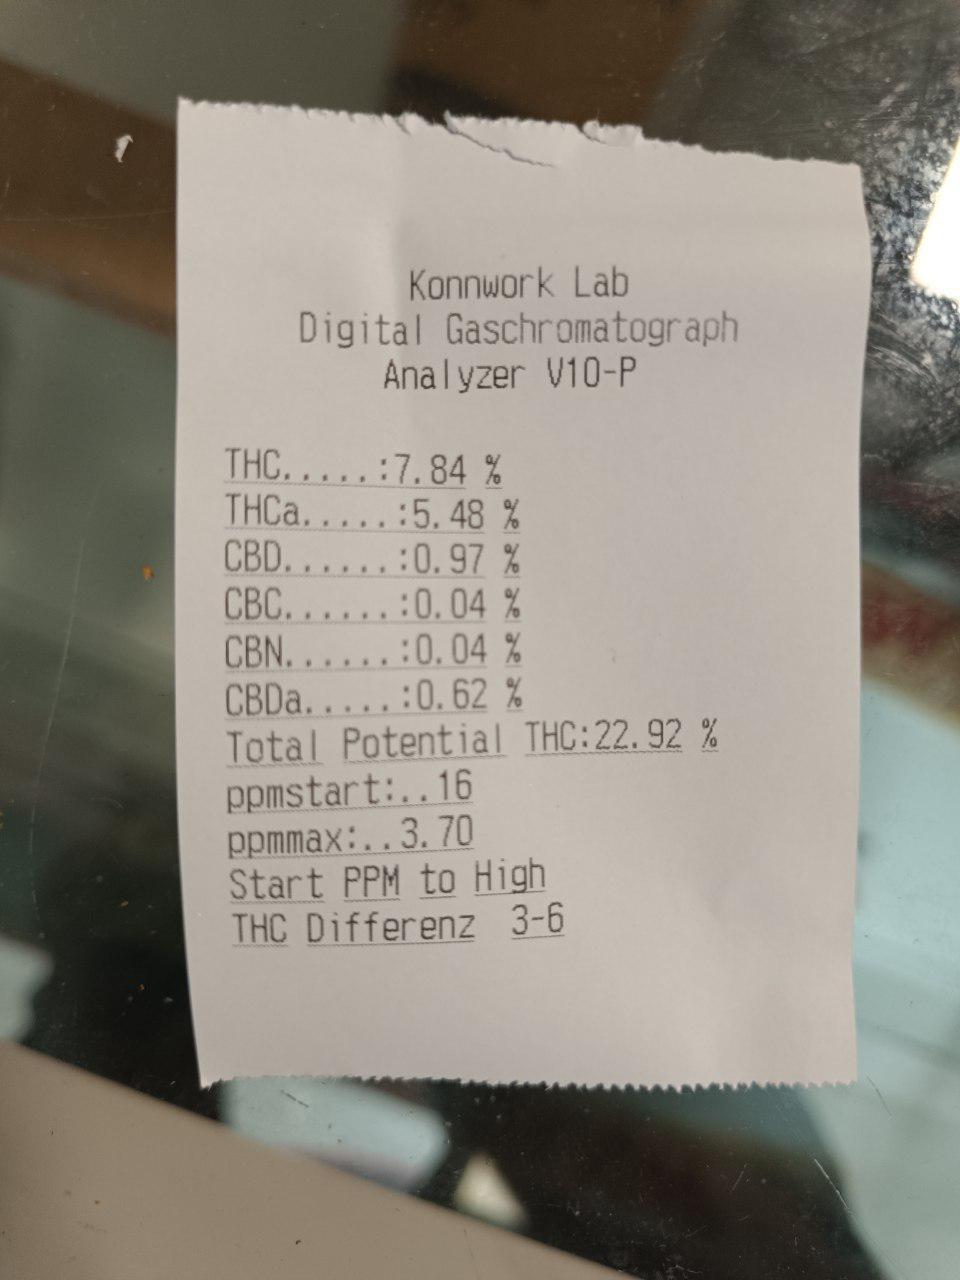 Konnwork Lab
Digital Gaschromatograph
Analyzer V10-P
THC.....:7.84 %
THCa.....:5.48 %
CBD......:0.97 %
CBC......:0.04 %
CBN......:0.04 %
CBDa.....:0.62 %
Total Potential THC:22.92 %
ppmstart:..16
ppmmax:..3.70
Start PPM to High
THC Differenz 3-6